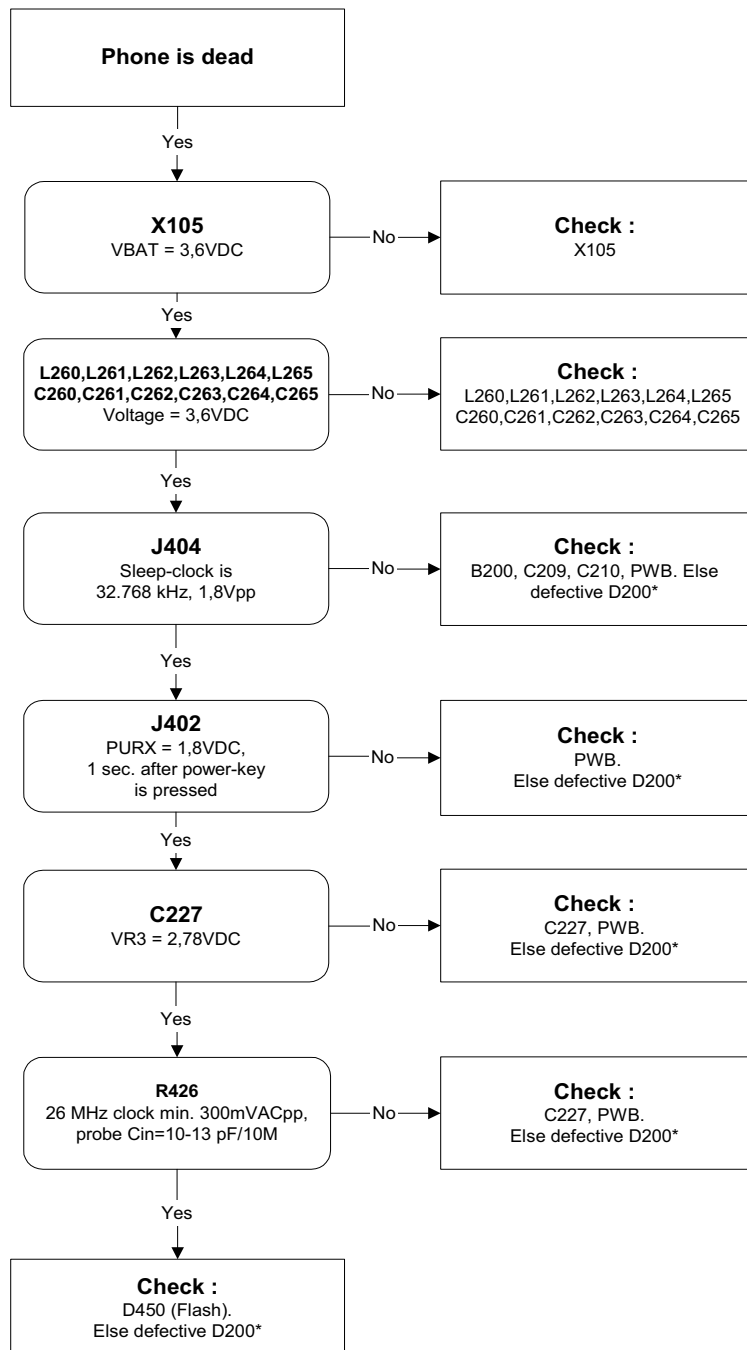 Phone is dead
Yes
X105
VBAT = 3,6VDC
No
Check :
X105
Yes
L260,L261,L262,L263,L264,L265
C260,C261,C262,C263,C264,C265
Voltage = 3,6VDC
No
Check :
L260,L261,L262,L263,L264,L265
C260,C261,C262,C263,C264,C265
Yes
J404
Sleep-clock is
32.768 kHz, 1,8Vpp
No
Check :
B200, C209, C210, PWB. Else
defective D200*
Yes
J402
PURX = 1,8VDC,
1 sec. after power-key
is pressed
No
Check :
PWB.
Else defective D200*
Yes
C227
VR3 = 2,78VDC
No
Check :
C227, PWB.
Else defective D200*
Yes
R426
26 MHz clock min. 300mVACpp,
probe Cin=10-13 pF/10M
No
Check :
C227, PWB.
Else defective D200*
Yes
Check :
D450 (Flash).
Else defective D200*